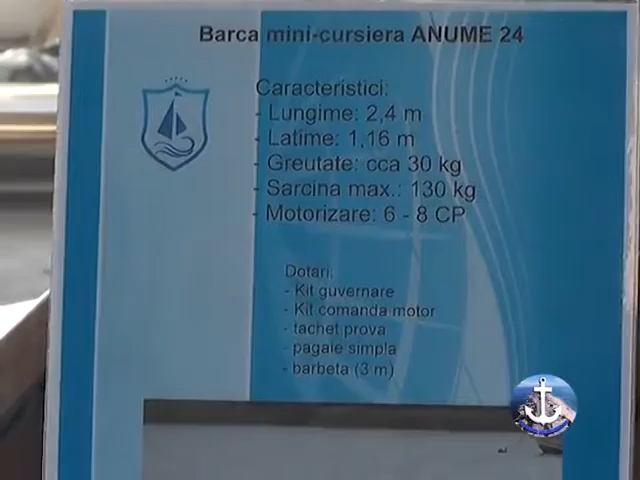 Barca mini-cursiera ANUME 24
Caracteristici:
- Lungime: 2,4 m
- Latime: 1,16 m
- Greutate: cca 30 kg
- Sarcina max.: 130 kg
- Motorizare: 6 - 8 CP
Dotari:
- Kit guvernare
- Kit comanda motor
- tachet prova
- pagaie simpla
- barbeta (3 m)